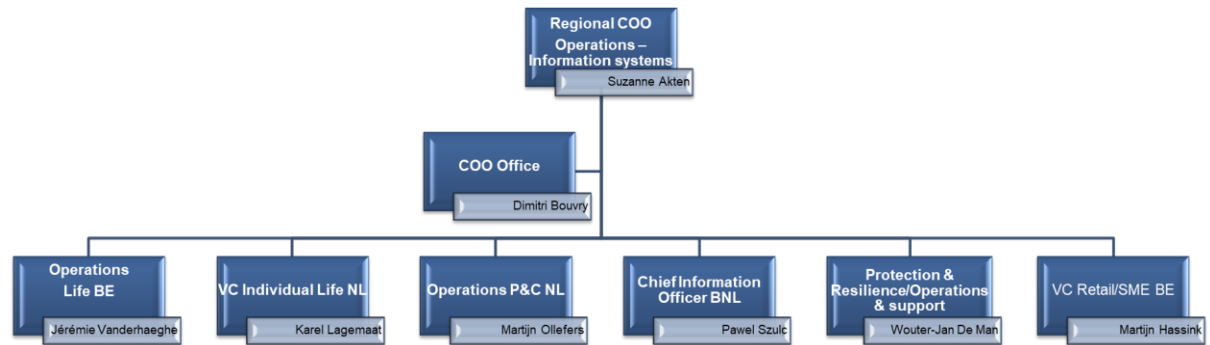 Regional COO
Operations –
Information systems
Suzanne Akten
COO Office
Dimitri Bouvry
Operations
Life BE
Jérémie Vanderhaeghe
VC Individual Life NL
Karel Lagemaat
Operations P&C NL
Martijn Ollefers
Chief Information
Officer BNL
Pawel Szulc
Protection &
Resilience/Operations
& support
Wouter-Jan De Man
VC Retail/SME BE
Martijn Hassink